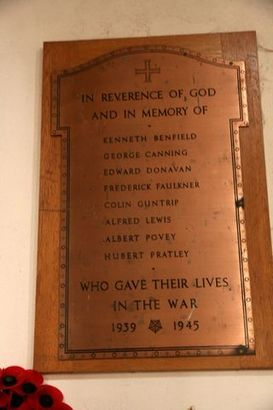 IN REVERENCE OF GOD
AND IN MEMORY OF
KENNETH BENFIELD
GEORGE CANNING
EDWARD DONAVAN
FREDERICK FAULKNER
COLIN GUNTRIP
ALFRED LEWIS
ALBERT POVEY
HUBERT PRATLEY
WHO GAVE THEIR LIVES
IN THE WAR
1939 1945